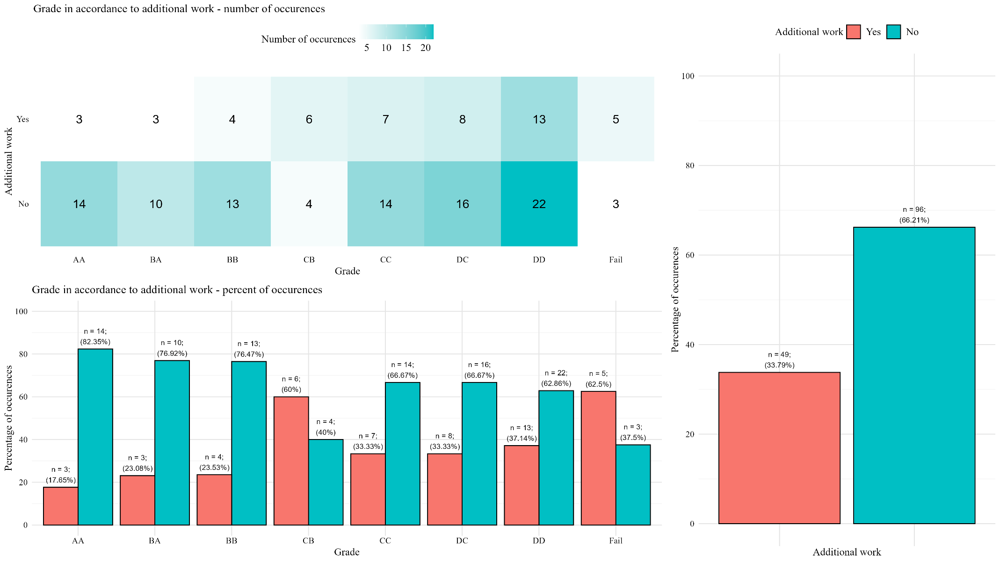 Grade in accordance to additional work - number of occurences
Number of occurences
5 10 15 20
Additional work
Yes
3 3 4 6 7 8 13 5
No
14 10 13 4 14 16 22 3
AA BA BB CB CC DC DD Fail
Grade
Grade in accordance to additional work - percent of occurences
Percentage of occurences
100
80
60
40
20
0
n = 3;
(17.65%)
n = 14;
(82.35%)
n = 3;
(23.08%)
n = 10;
(76.92%)
n = 4;
(23.53%)
n = 13;
(76.47%)
n = 6;
(60%)
n = 4;
(40%)
n = 7;
(33.33%)
n = 14;
(66.67%)
n = 8;
(33.33%)
n = 16;
(66.67%)
n = 13;
(37.14%)
n = 22;
(62.86%)
n = 5;
(62.5%)
n = 3;
(37.5%)
AA BA BB CB CC DC DD Fail
Grade
Additional work Yes No
Percentage of occurences
100
80
60
40
20
0
n = 49;
(33.79%)
n = 96;
(66.21%)
Additional work